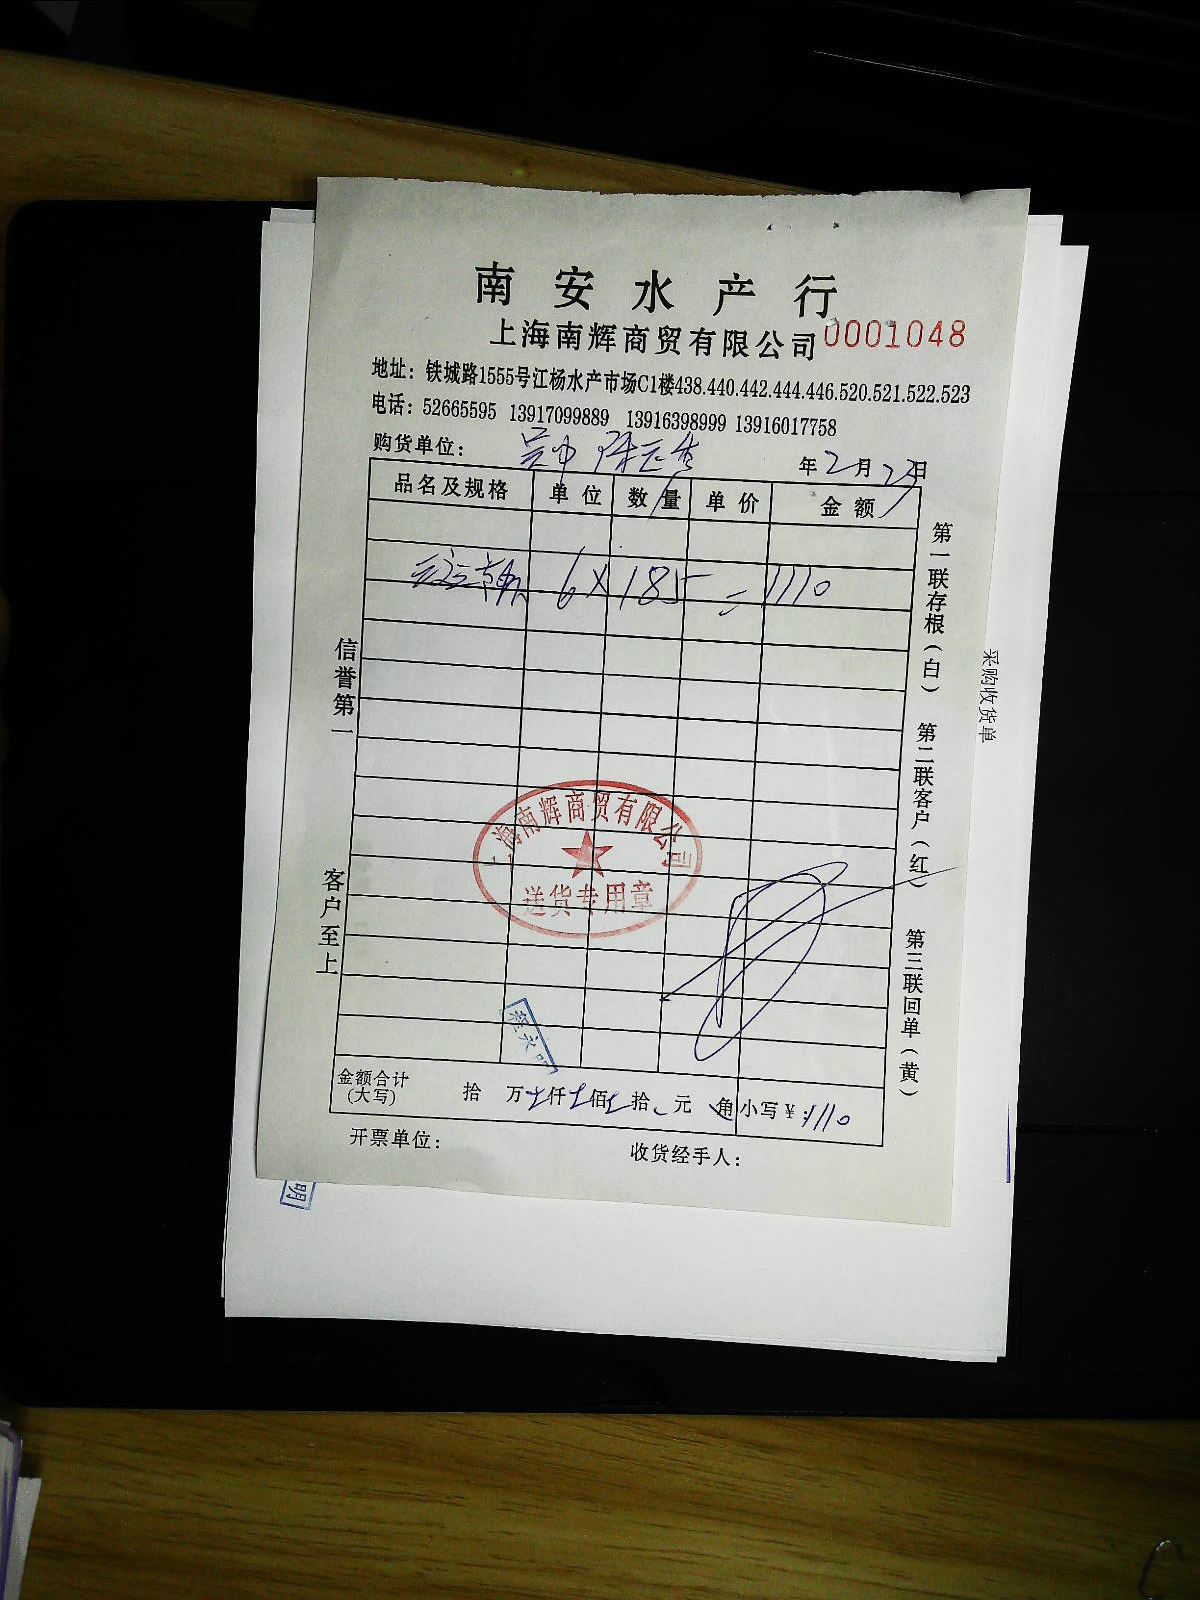 南安水产行
上海南辉商贸有限公司 0001048
地址：铁城路1555号江杨水产市场C1楼438.440.442.444.446.520.521.522.523
电话：52665595 13917099889 13916398999 13916017758
购货单位： 年2月23日
品名及规格 单位 数量 单价 金额
6×185=1110
第一联存根（白） 第二联客户（红） 第三联回单（黄）
信誉第一 客户至上
采购收货单
上海南辉商贸有限公司
送货专用章
金额合计（大写） 拾 万 仟 佰 拾 元 角 小写￥：1110
开票单位： 收货经手人：
明